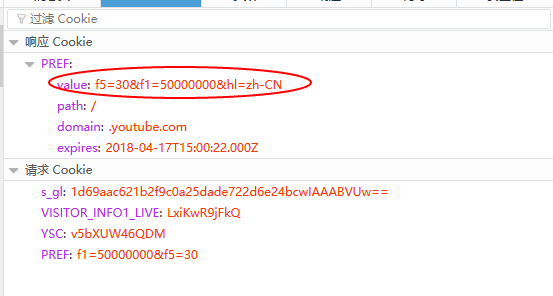 过滤 Cookie
响应 Cookie
PREF:
value: f5=30&f1=50000000&hl=zh-CN
path: /
domain: .youtube.com
expires: 2018-04-17T15:00:22.000Z
请求 Cookie
s_gl: 1d69aac621b2f9c0a25dade722d6e24bcwIAAABVUw==
VISITOR_INFO1_LIVE: LxiKwR9jFkQ
YSC: v5bXUW46QDM
PREF: f1=50000000&f5=30